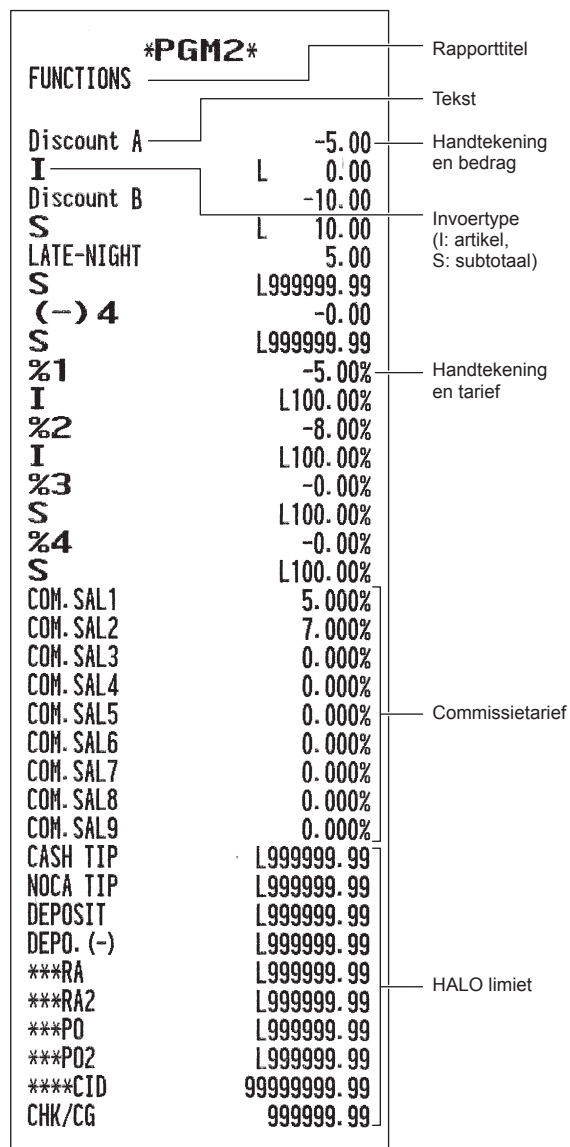 *PGM2*
Rapporttitel
FUNCTIONS
Tekst
Discount A -5.00
Handtekening
en bedrag
I L 0.00
Discount B -10.00
Invoertype
(I: artikel,
S: subtotaal)
S L 10.00
LATE-NIGHT 5.00
S L999999.99
(-)4 -0.00
S L999999.99
%1 -5.00%
Handtekening
en tarief
I L100.00%
%2 -8.00%
I L100.00%
%3 -0.00%
S L100.00%
%4 -0.00%
S L100.00%
COM.SAL1 5.000%
COM.SAL2 7.000%
COM.SAL3 0.000%
COM.SAL4 0.000%
COM.SAL5 0.000%
Commissietarief
COM.SAL6 0.000%
COM.SAL7 0.000%
COM.SAL8 0.000%
COM.SAL9 0.000%
CASH TIP L999999.99
NOCA TIP L999999.99
DEPOSIT L999999.99
DEPO.(-) L999999.99
***RA L999999.99
HALO limiet
***RA2 L999999.99
***PO L999999.99
***PO2 L999999.99
****CID 99999999.99
CHK/CG 999999.99